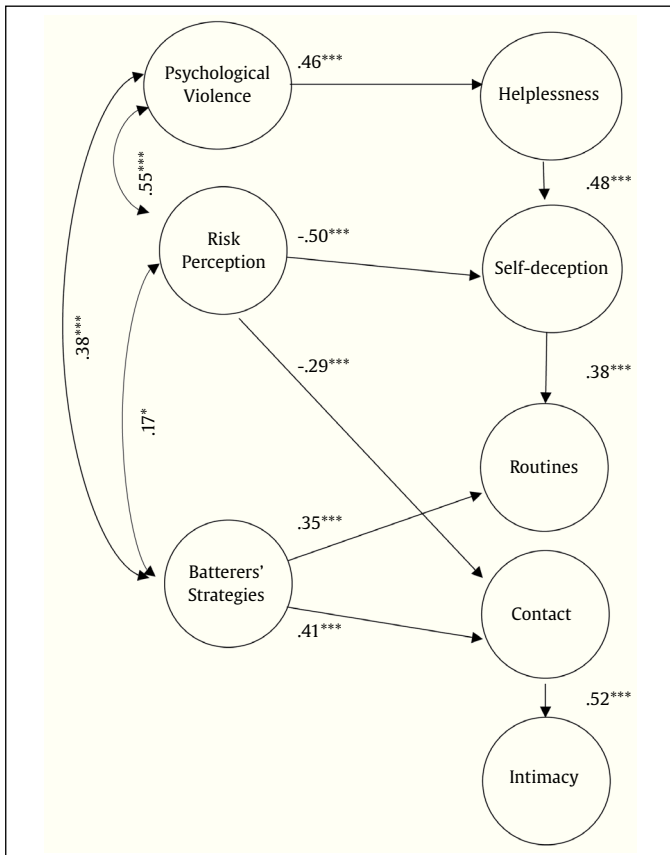 Psychological
Violence
.46***
Helplessness
.55***
.48***
Risk
Perception
-.50***
Self-deception
.38***
-.29***
.38***
.17*
Routines
.35***
Batterers’
Strategies
.41***
Contact
.52***
Intimacy